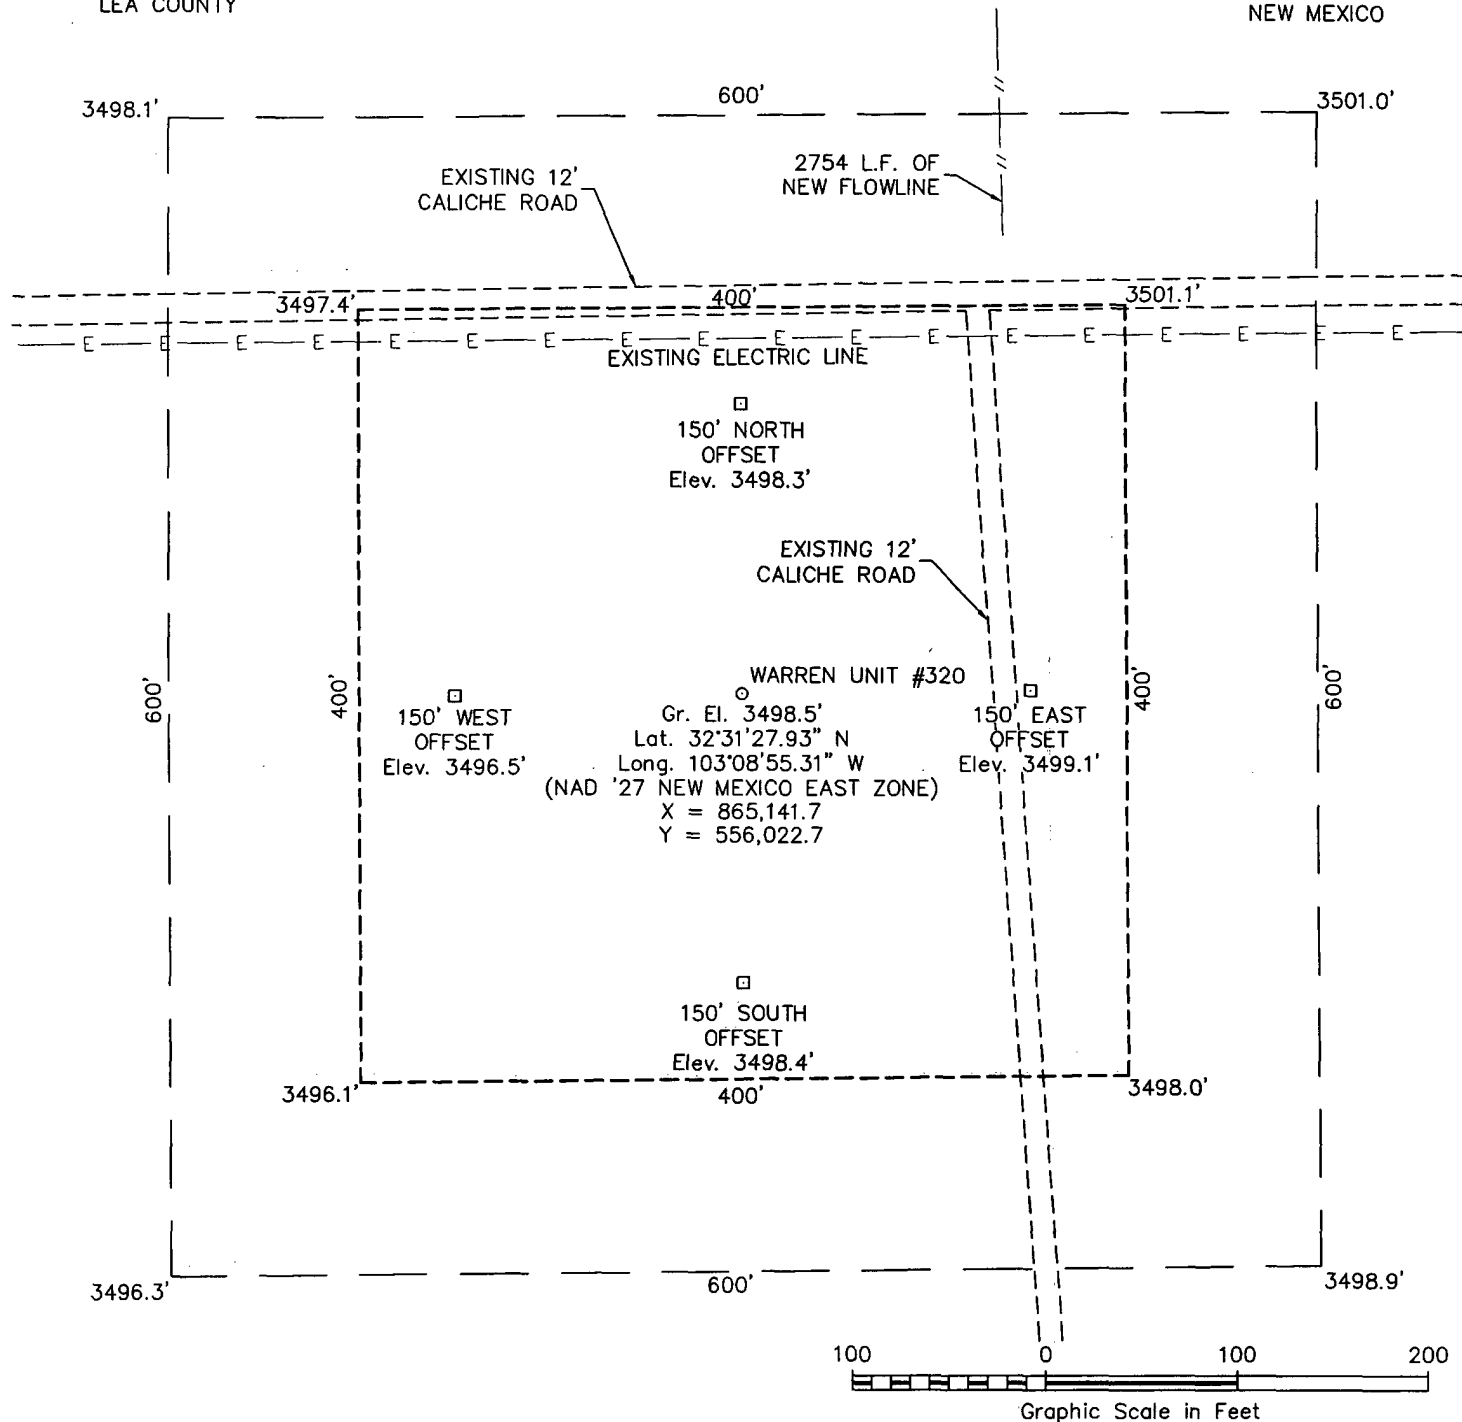 LEA COUNTY
NEW MEXICO
3498.1'
600'
3501.0'
EXISTING 12'
CALICHE ROAD
2754 L.F. OF
NEW FLOWLINE
3497.4'
400'
3501.1'
E E E E E E E E E E E E E E E E E E
EXISTING ELECTRIC LINE
150' NORTH
OFFSET
Elev. 3498.3'
EXISTING 12'
CALICHE ROAD
600'
400'
150' WEST
OFFSET
Elev. 3496.5'
WARREN UNIT #320
Gr. El. 3498.5'
Lat. 32°31'27.93" N
Long. 103°08'55.31" W
(NAD '27 NEW MEXICO EAST ZONE)
X = 865,141.7
Y = 556,022.7
150' EAST
OFFSET
Elev. 3499.1'
400'
600'
150' SOUTH
OFFSET
Elev. 3498.4'
3496.1'
400'
3498.0'
3496.3'
600'
3498.9'
100 0 100 200
Graphic Scale in Feet